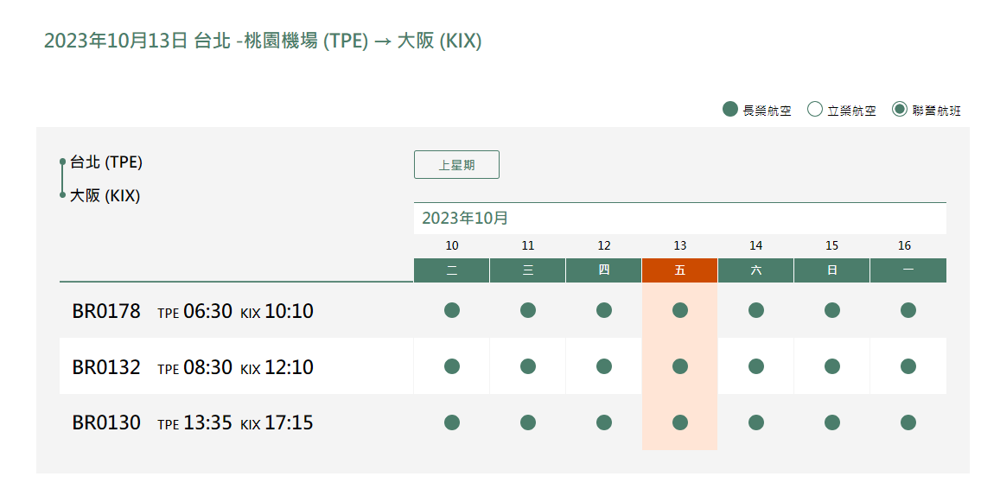 2023年10月13日 台北 -桃園機場 (TPE) → 大阪 (KIX)
長榮航空 立榮航空 聯營航班
台北 (TPE)
上星期
大阪 (KIX)
2023年10月
10 11 12 13 14 15 16
二 三 四 五 六 日 一
BR0178 TPE 06:30 KIX 10:10
BR0132 TPE 08:30 KIX 12:10
BR0130 TPE 13:35 KIX 17:15